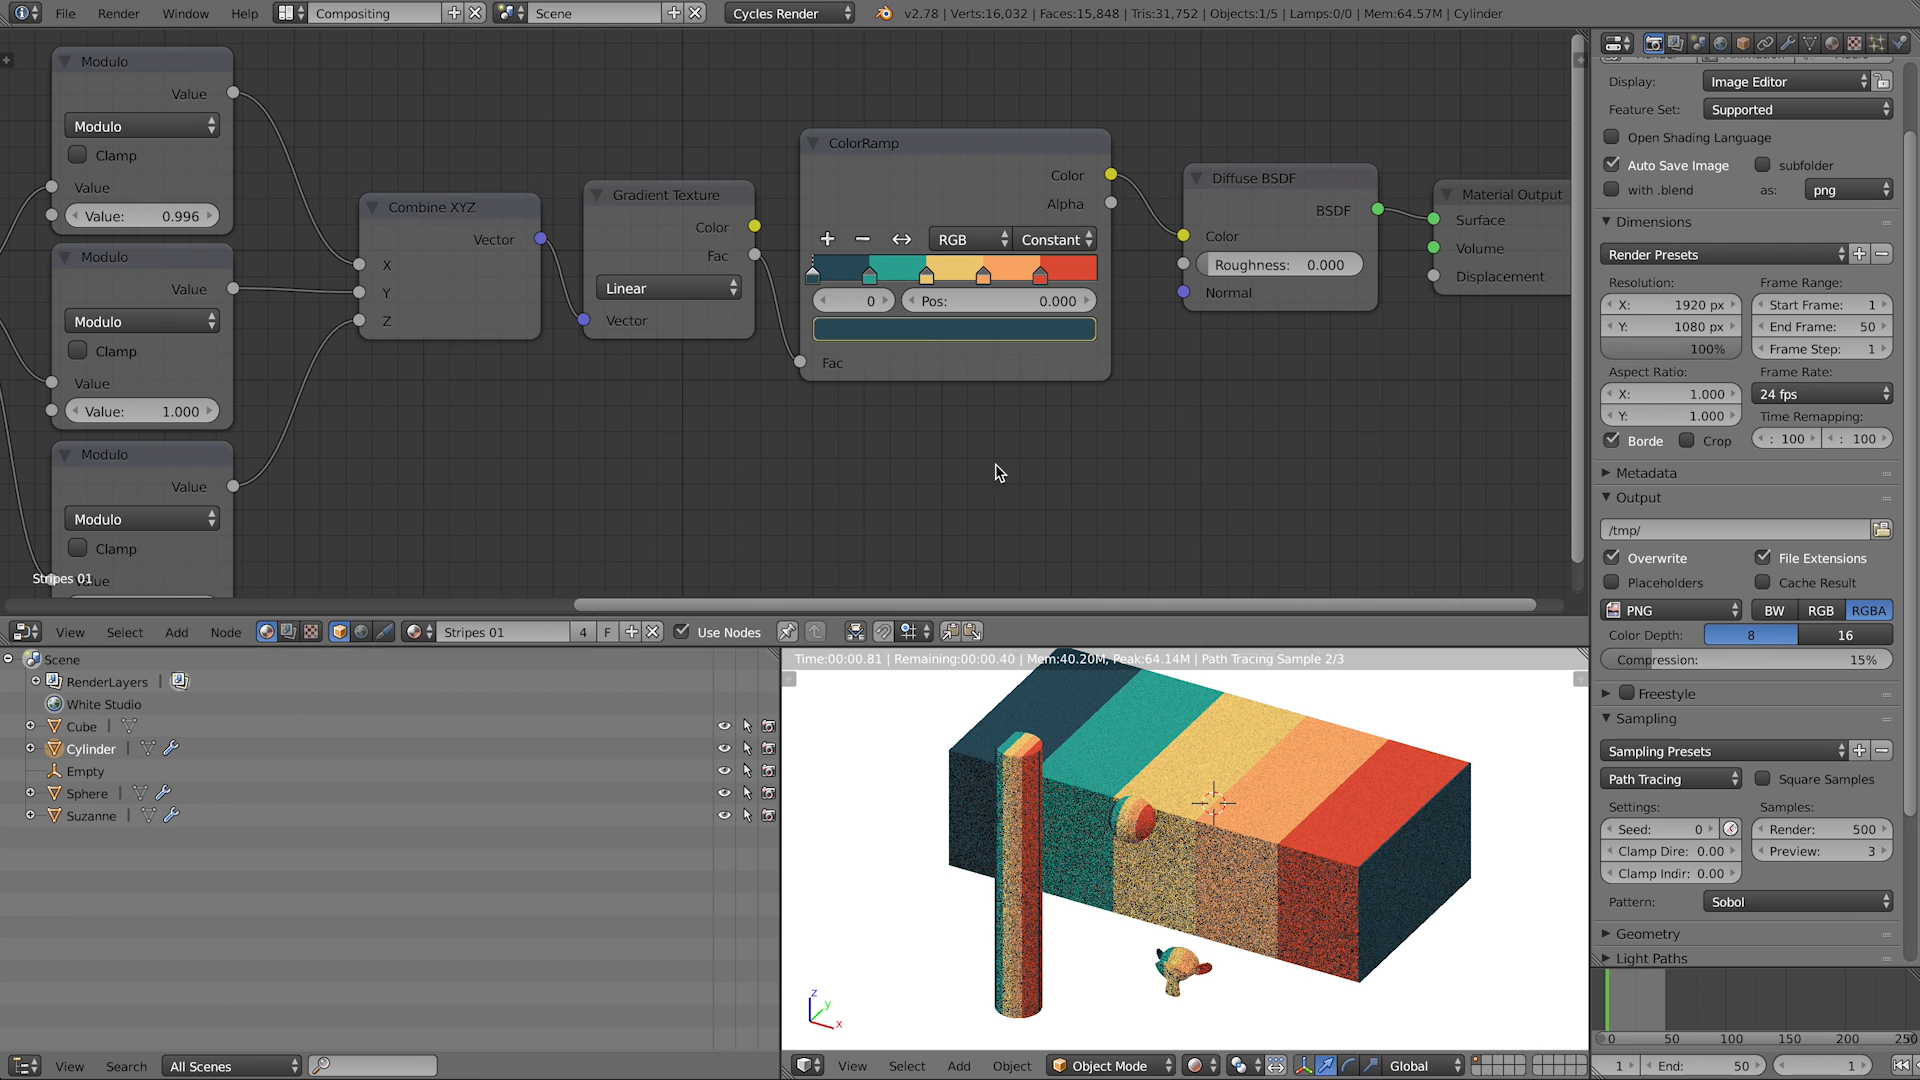 File Render Window Help Compositing Scene Cycles Render v2.78 | Verts:16,032 | Faces:15,848 | Tris:31,752 | Objects:1/5 | Lamps:0/0 | Mem:64.57M | Cylinder
Modulo
Value
Modulo
Clamp
Value
Value: 0.996
Modulo
Value
Modulo
Clamp
Value
Value: 1.000
Modulo
Value
Modulo
Clamp
Value
Stripes 01
Combine XYZ
Vector
X
Y
Z
Gradient Texture
Color
Fac
Linear
Vector
ColorRamp
Color
Alpha
RGB Constant
0 Pos: 0.000
Fac
Diffuse BSDF
BSDF
Color
Roughness: 0.000
Normal
Material Output
Surface
Volume
Displacement
View Select Add Node Stripes 01 4 F Use Nodes
Scene
RenderLayers |
White Studio
Cube |
Cylinder |
Empty
Sphere |
Suzanne |
View Search All Scenes
Time:00:00.81 | Remaining:00:00.40 | Mem:40.20M, Peak:64.14M | Path Tracing Sample 2/3
z
y
x
View Select Add Object Object Mode Global
Display: Image Editor
Feature Set: Supported
Open Shading Language
Auto Save Image subfolder
with .blend as: png
Dimensions
Render Presets
Resolution: Frame Range:
X: 1920 px Start Frame: 1
Y: 1080 px End Frame: 50
100% Frame Step: 1
Aspect Ratio: Frame Rate:
X: 1.000 24 fps
Y: 1.000 Time Remapping:
Borde Crop : 100 : 100
Metadata
Output
/tmp/
Overwrite File Extensions
Placeholders Cache Result
PNG BW RGB RGBA
Color Depth: 8 16
Compression: 15%
Freestyle
Sampling
Sampling Presets
Path Tracing Square Samples
Settings: Samples:
Seed: 0 Render: 500
Clamp Dire: 0.00 Preview: 3
Clamp Indir: 0.00
Pattern: Sobol
Geometry
Light Paths
0 50 100 150 200 250
1 End: 50 1